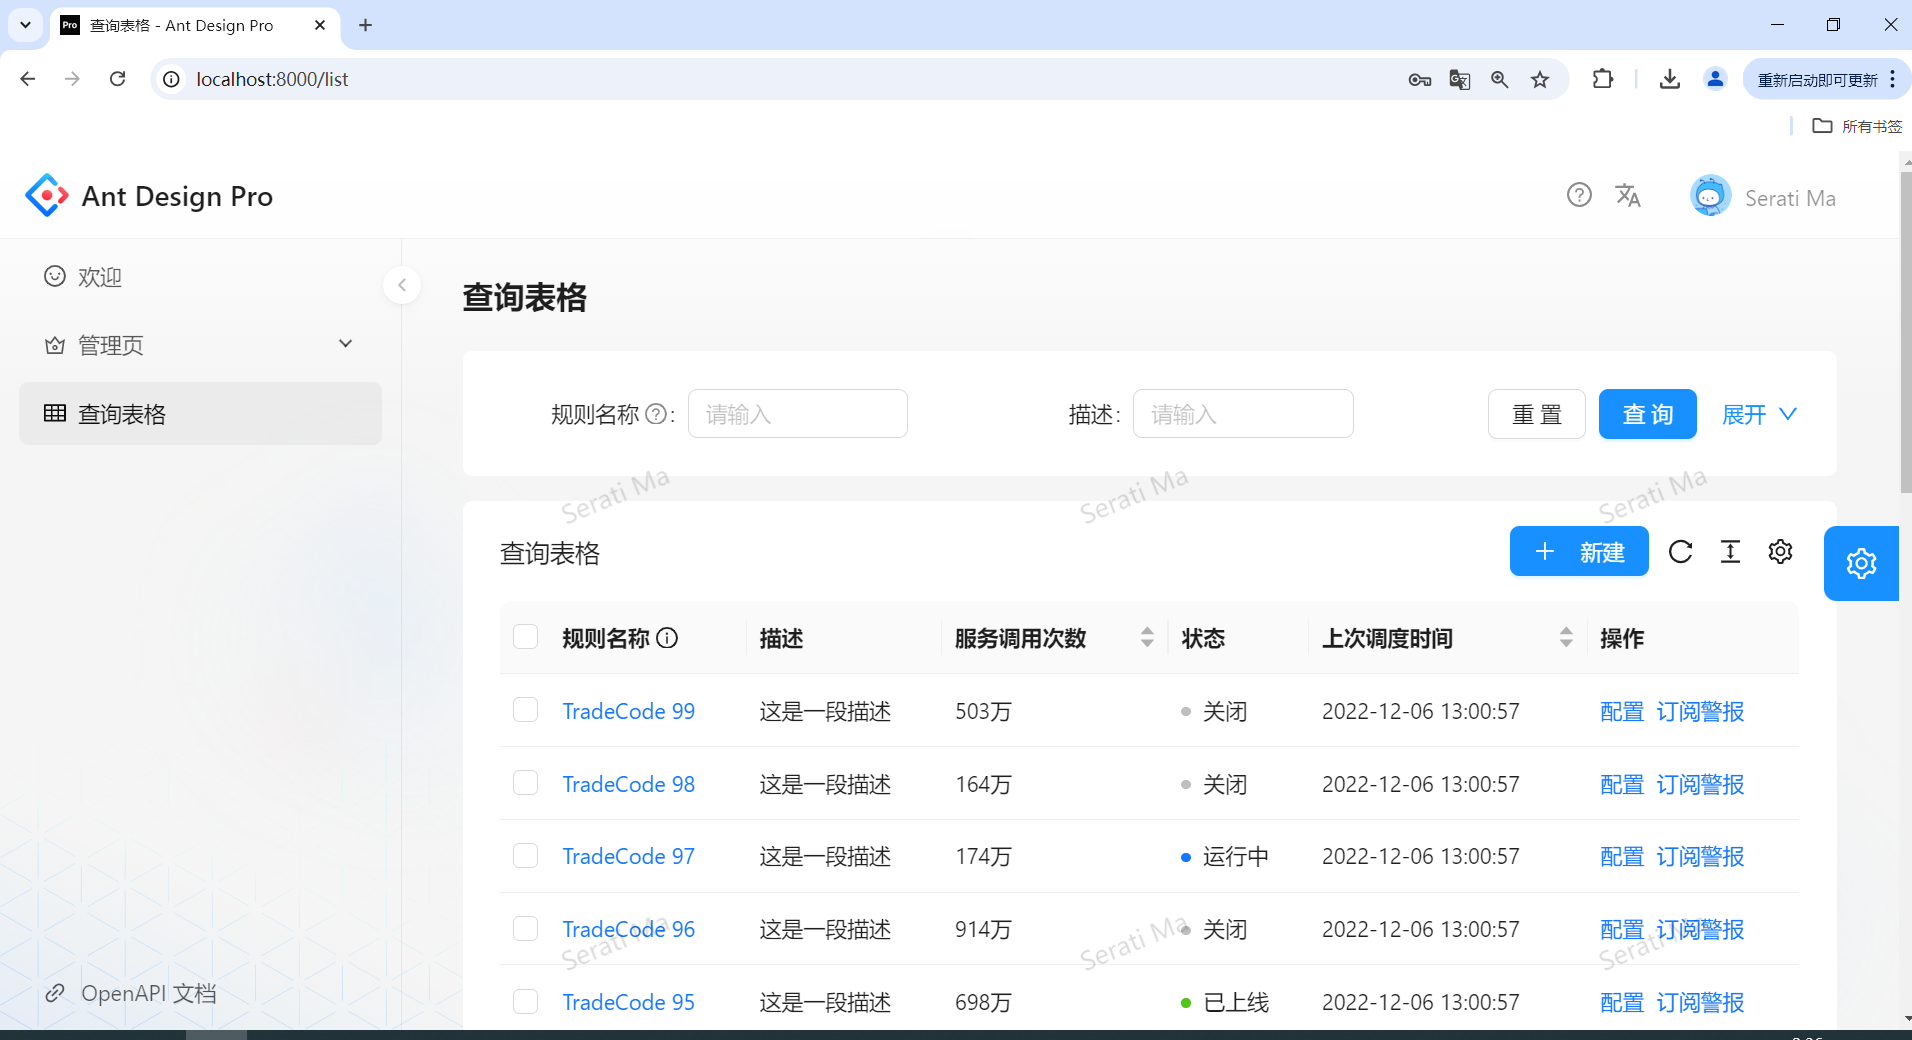 Pro 查询表格 - Ant Design Pro
localhost:8000/list
重新启动即可更新
所有书签
Ant Design Pro
Serati Ma
欢迎
管理页
查询表格
OpenAPI 文档
查询表格
规则名称 : 请输入 描述: 请输入 重 置 查 询 展开
Serati Ma Serati Ma Serati Ma
查询表格 新建
规则名称 描述 服务调用次数 状态 上次调度时间 操作
TradeCode 99 这是一段描述 503万 关闭 2022-12-06 13:00:57 配置 订阅警报
TradeCode 98 这是一段描述 164万 关闭 2022-12-06 13:00:57 配置 订阅警报
TradeCode 97 这是一段描述 174万 运行中 2022-12-06 13:00:57 配置 订阅警报
TradeCode 96 这是一段描述 914万 关闭 2022-12-06 13:00:57 配置 订阅警报
Serati Ma Serati Ma Serati Ma
TradeCode 95 这是一段描述 698万 已上线 2022-12-06 13:00:57 配置 订阅警报